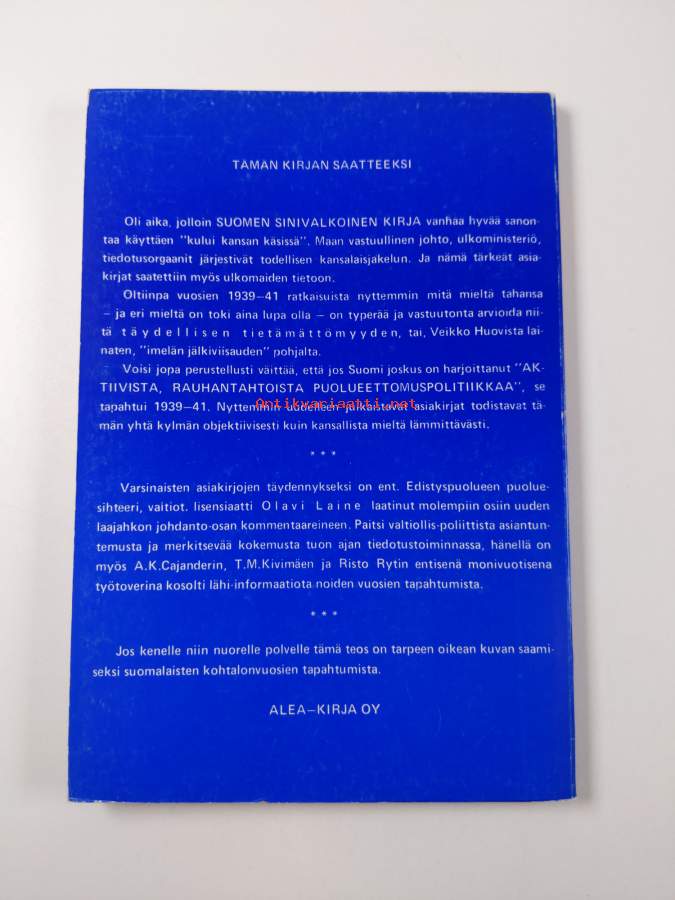 TÄMÄN KIRJAN SAATTEEKSI
Oli aika, jolloin SUOMEN SINIVALKOINEN KIRJA vanhaa hyvää sanon-
taa käyttäen "kului kansan käsissä". Maan vastuullinen johto, ulkoministeriö,
tiedotusorgaanit järjestivät todellisen kansalaisjakelun. Ja nämä tärkeät asia-
kirjat saatettiin myös ulkomaiden tietoon.
Oltiinpa vuosien 1939–41 ratkaisuista nyttemmin mitä mieltä tahansa
– ja eri mieltä on toki aina lupa olla – on typerää ja vastuutonta arvioida nii-
tä täydellisen tietämättömyyden, tai, Veikko Huovista lai-
naten, "imelän jälkiviisauden" pohjalta.
Voisi jopa perustellusti väittää, että jos Suomi joskus on harjoittanut "AK-
TIIVISTA, RAUHANTAHTOISTA PUOLUEETTOMUSPOLITIIKKAA", se
tapahtui 1939–41. Nyttemmin uudelleen julkaistavat asiakirjat todistavat tä-
Antikvariaatti.net
män yhtä kylmän objektiivisesti kuin kansallista mieltä lämmittävästi.
* * *
Varsinaisten asiakirjojen täydennykseksi on ent. Edistyspuolueen puolue-
sihteeri, valtiot. lisensiaatti Olavi Laine laatinut molempiin osiin uuden
laajahkon johdanto-osan kommentaareineen. Paitsi valtiollis-poliittista asiantun-
temusta ja merkitsevää kokemusta tuon ajan tiedotustoiminnassa, hänellä on
myös A.K.Cajanderin, T.M.Kivimäen ja Risto Rytin entisenä monivuotisena
työtoverina kosolti lähi-informaatiota noiden vuosien tapahtumista.
* * *
Jos kenelle niin nuorelle polvelle tämä teos on tarpeen oikean kuvan saami-
seksi suomalaisten kohtalonvuosien tapahtumista.
ALEA–KIRJA OY